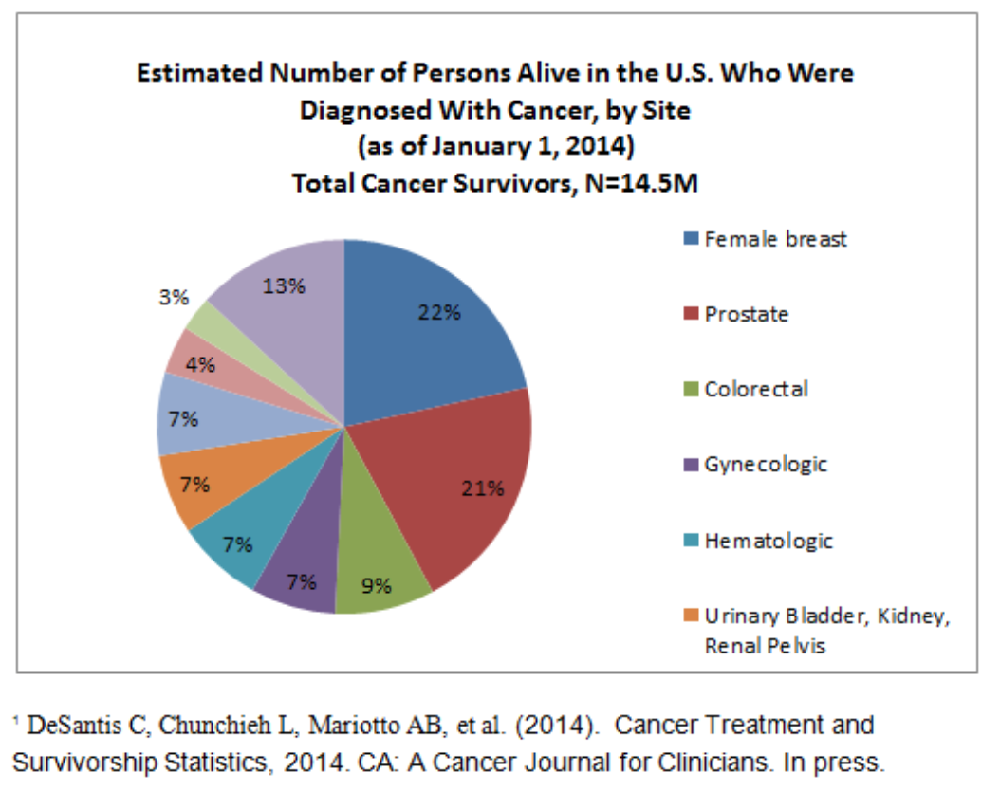 Estimated Number of Persons Alive in the U.S. Who Were
Diagnosed With Cancer, by Site
(as of January 1, 2014)
Total Cancer Survivors, N=14.5M
22%
21%
9%
7%
7%
7%
7%
4%
3%
13%
Female breast
Prostate
Colorectal
Gynecologic
Hematologic
Urinary Bladder, Kidney,
Renal Pelvis
¹ DeSantis C, Chunchieh L, Mariotto AB, et al. (2014). Cancer Treatment and
Survivorship Statistics, 2014. CA: A Cancer Journal for Clinicians. In press.